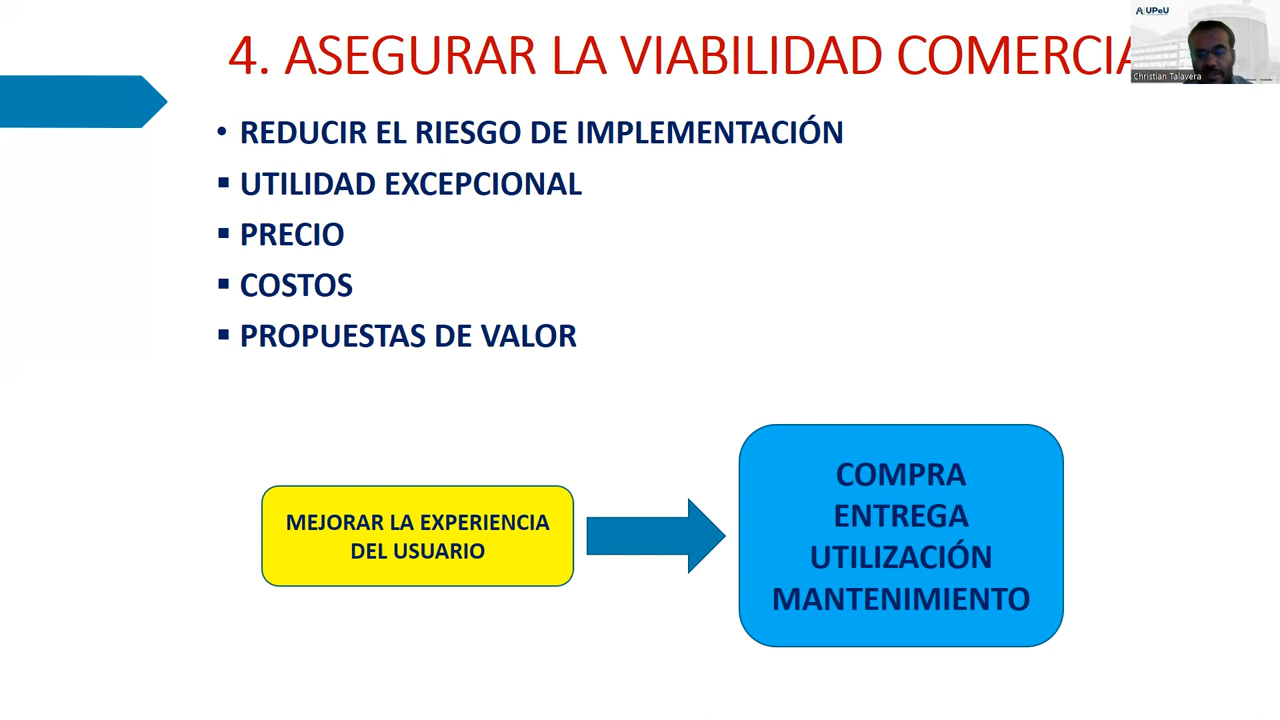 4. ASEGURAR LA VIABILIDAD COMERCIA
UPeU
Christian Talavera
• REDUCIR EL RIESGO DE IMPLEMENTACIÓN
▪ UTILIDAD EXCEPCIONAL
▪ PRECIO
▪ COSTOS
▪ PROPUESTAS DE VALOR
MEJORAR LA EXPERIENCIA
DEL USUARIO
COMPRA
ENTREGA
UTILIZACIÓN
MANTENIMIENTO